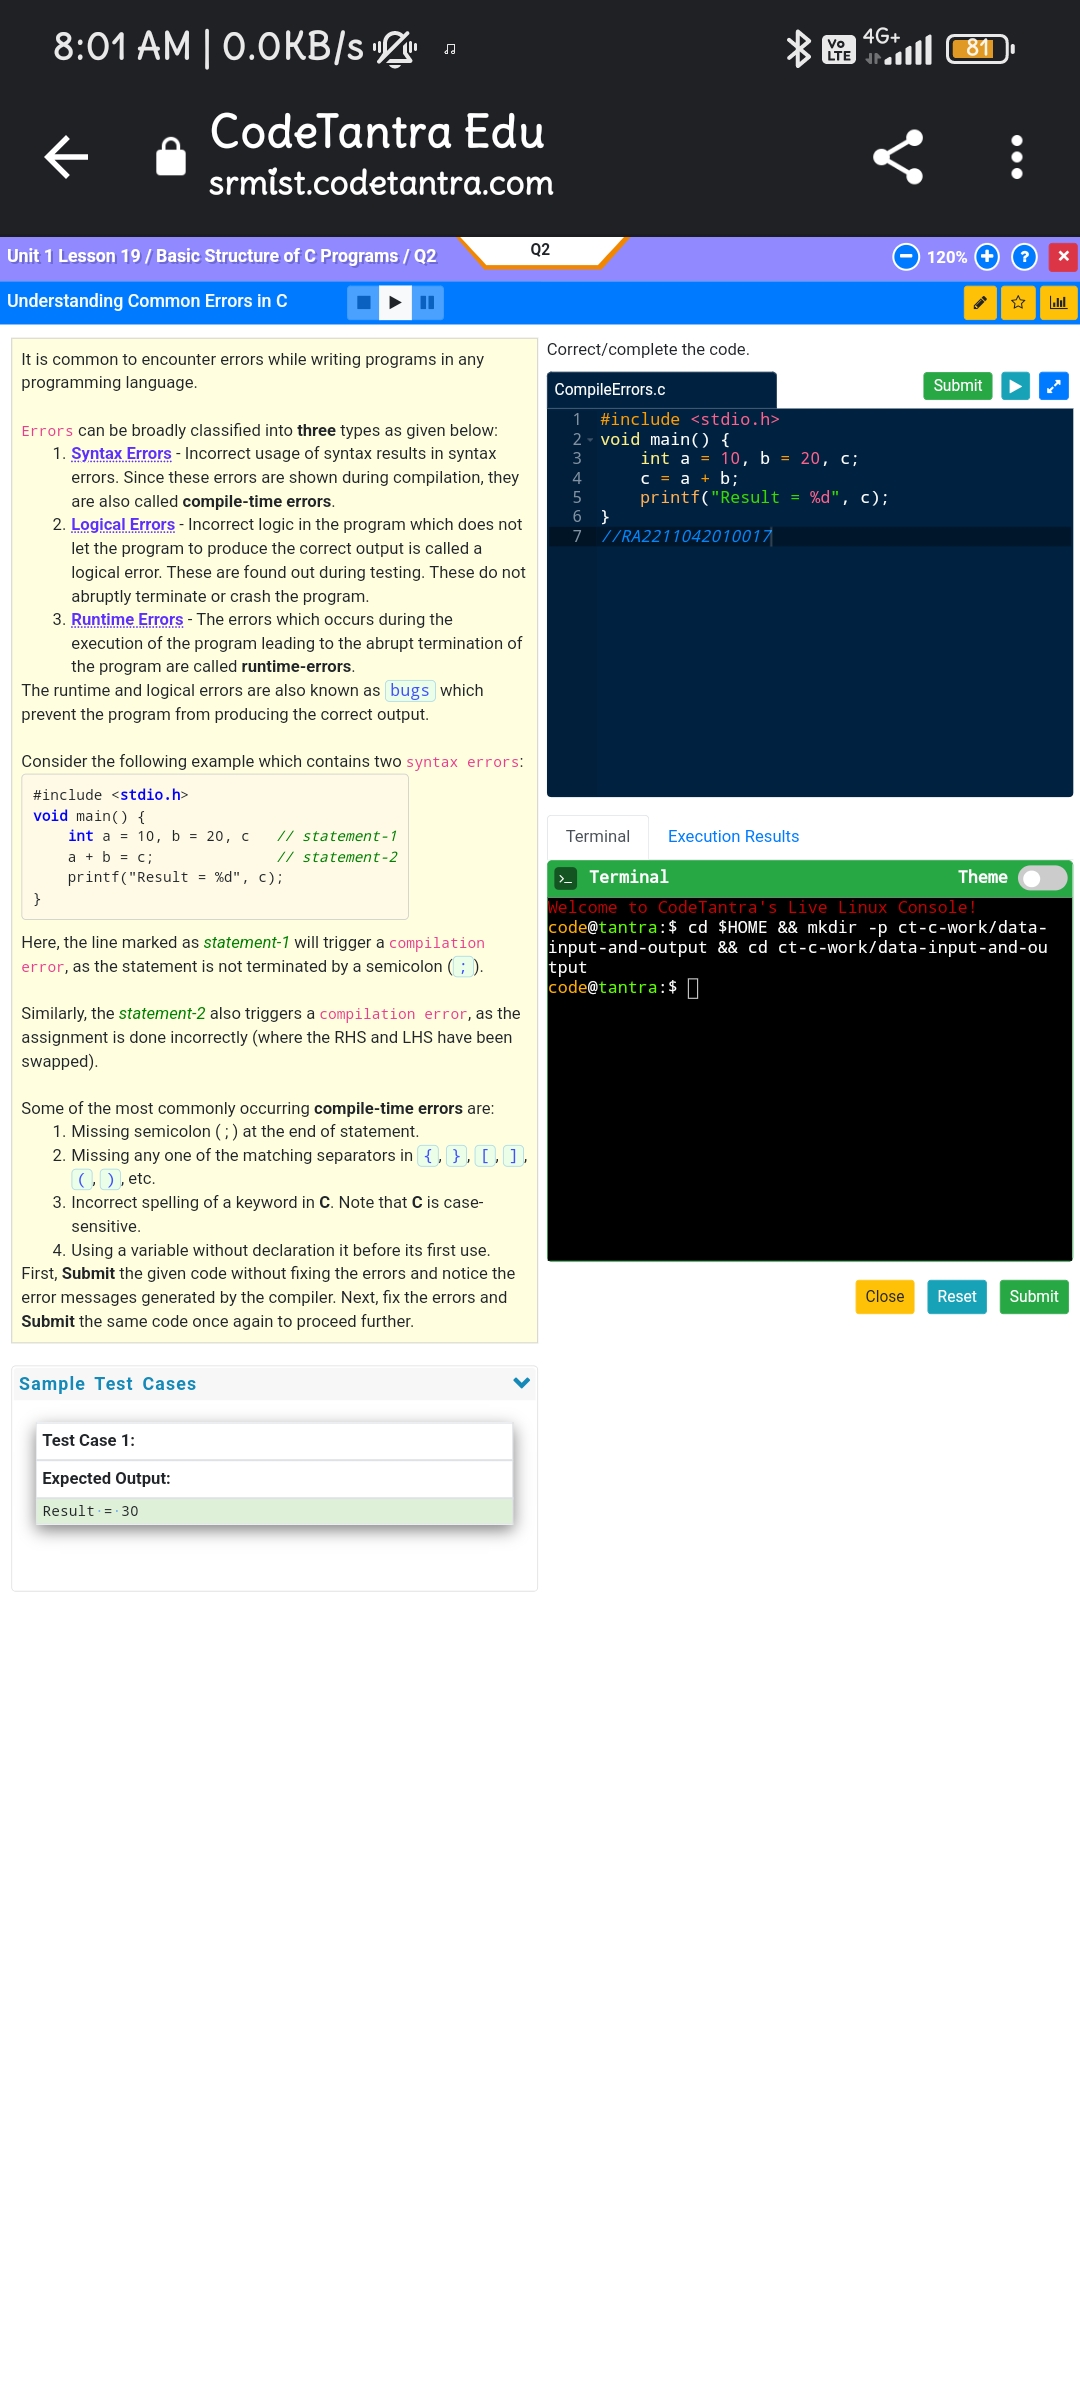 8:01 AM | 0.0KB/s
Vo LTE 4G+ 81
CodeTantra Edu
srmist.codetantra.com
Unit 1 Lesson 19 / Basic Structure of C Programs / Q2
Q2
120%
?
Understanding Common Errors in C
It is common to encounter errors while writing programs in any
programming language.
Errors can be broadly classified into three types as given below:
1. Syntax Errors - Incorrect usage of syntax results in syntax
errors. Since these errors are shown during compilation, they
are also called compile-time errors.
2. Logical Errors - Incorrect logic in the program which does not
let the program to produce the correct output is called a
logical error. These are found out during testing. These do not
abruptly terminate or crash the program.
3. Runtime Errors - The errors which occurs during the
execution of the program leading to the abrupt termination of
the program are called runtime-errors.
The runtime and logical errors are also known as bugs which
prevent the program from producing the correct output.
Consider the following example which contains two syntax errors:
#include <stdio.h>
void main() {
    int a = 10, b = 20, c   // statement-1
    a + b = c;              // statement-2
    printf("Result = %d", c);
}
Here, the line marked as statement-1 will trigger a compilation
error, as the statement is not terminated by a semicolon ( ; ).
Similarly, the statement-2 also triggers a compilation error, as the
assignment is done incorrectly (where the RHS and LHS have been
swapped).
Some of the most commonly occurring compile-time errors are:
1. Missing semicolon ( ; ) at the end of statement.
2. Missing any one of the matching separators in {, }, [, ],
(, ), etc.
3. Incorrect spelling of a keyword in C. Note that C is case-
sensitive.
4. Using a variable without declaration it before its first use.
First, Submit the given code without fixing the errors and notice the
error messages generated by the compiler. Next, fix the errors and
Submit the same code once again to proceed further.
Sample Test Cases
Test Case 1:
Expected Output:
Result·=·30
Correct/complete the code.
CompileErrors.c
Submit
1 #include <stdio.h>
2 void main() {
3     int a = 10, b = 20, c;
4     c = a + b;
5     printf("Result = %d", c);
6 }
7 //RA2211042010017
Terminal Execution Results
>_ Terminal Theme
Welcome to CodeTantra's Live Linux Console!
code@tantra:$ cd $HOME && mkdir -p ct-c-work/data-
input-and-output && cd ct-c-work/data-input-and-ou
tput
code@tantra:$
Close Reset Submit